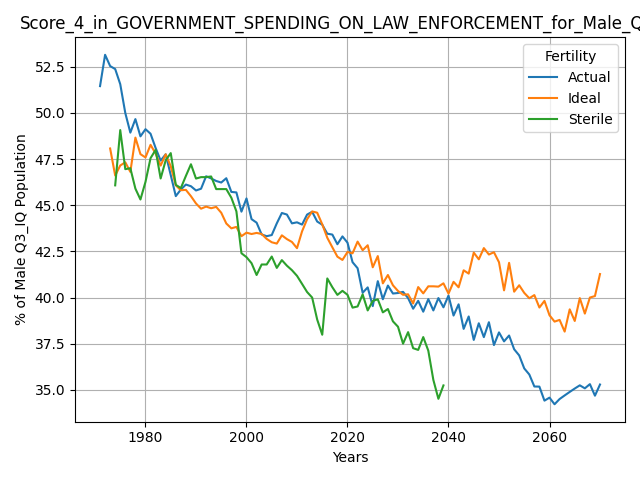 Score_4_in_GOVERNMENT_SPENDING_ON_LAW_ENFORCEMENT_for_Male_Q
Fertility
Actual
Ideal
Sterile
% of Male Q3_IQ Population
52.5
50.0
47.5
45.0
42.5
40.0
37.5
35.0
1980 2000 2020 2040 2060
Years